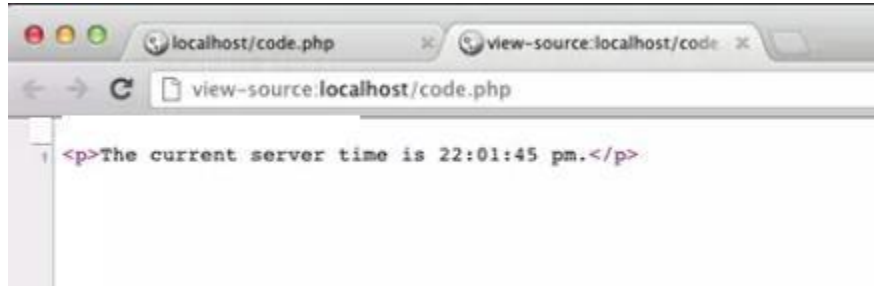 localhost/code.php
view-source:localhost/code
view-source:localhost/code.php
1
<p>The current server time is 22:01:45 pm.</p>